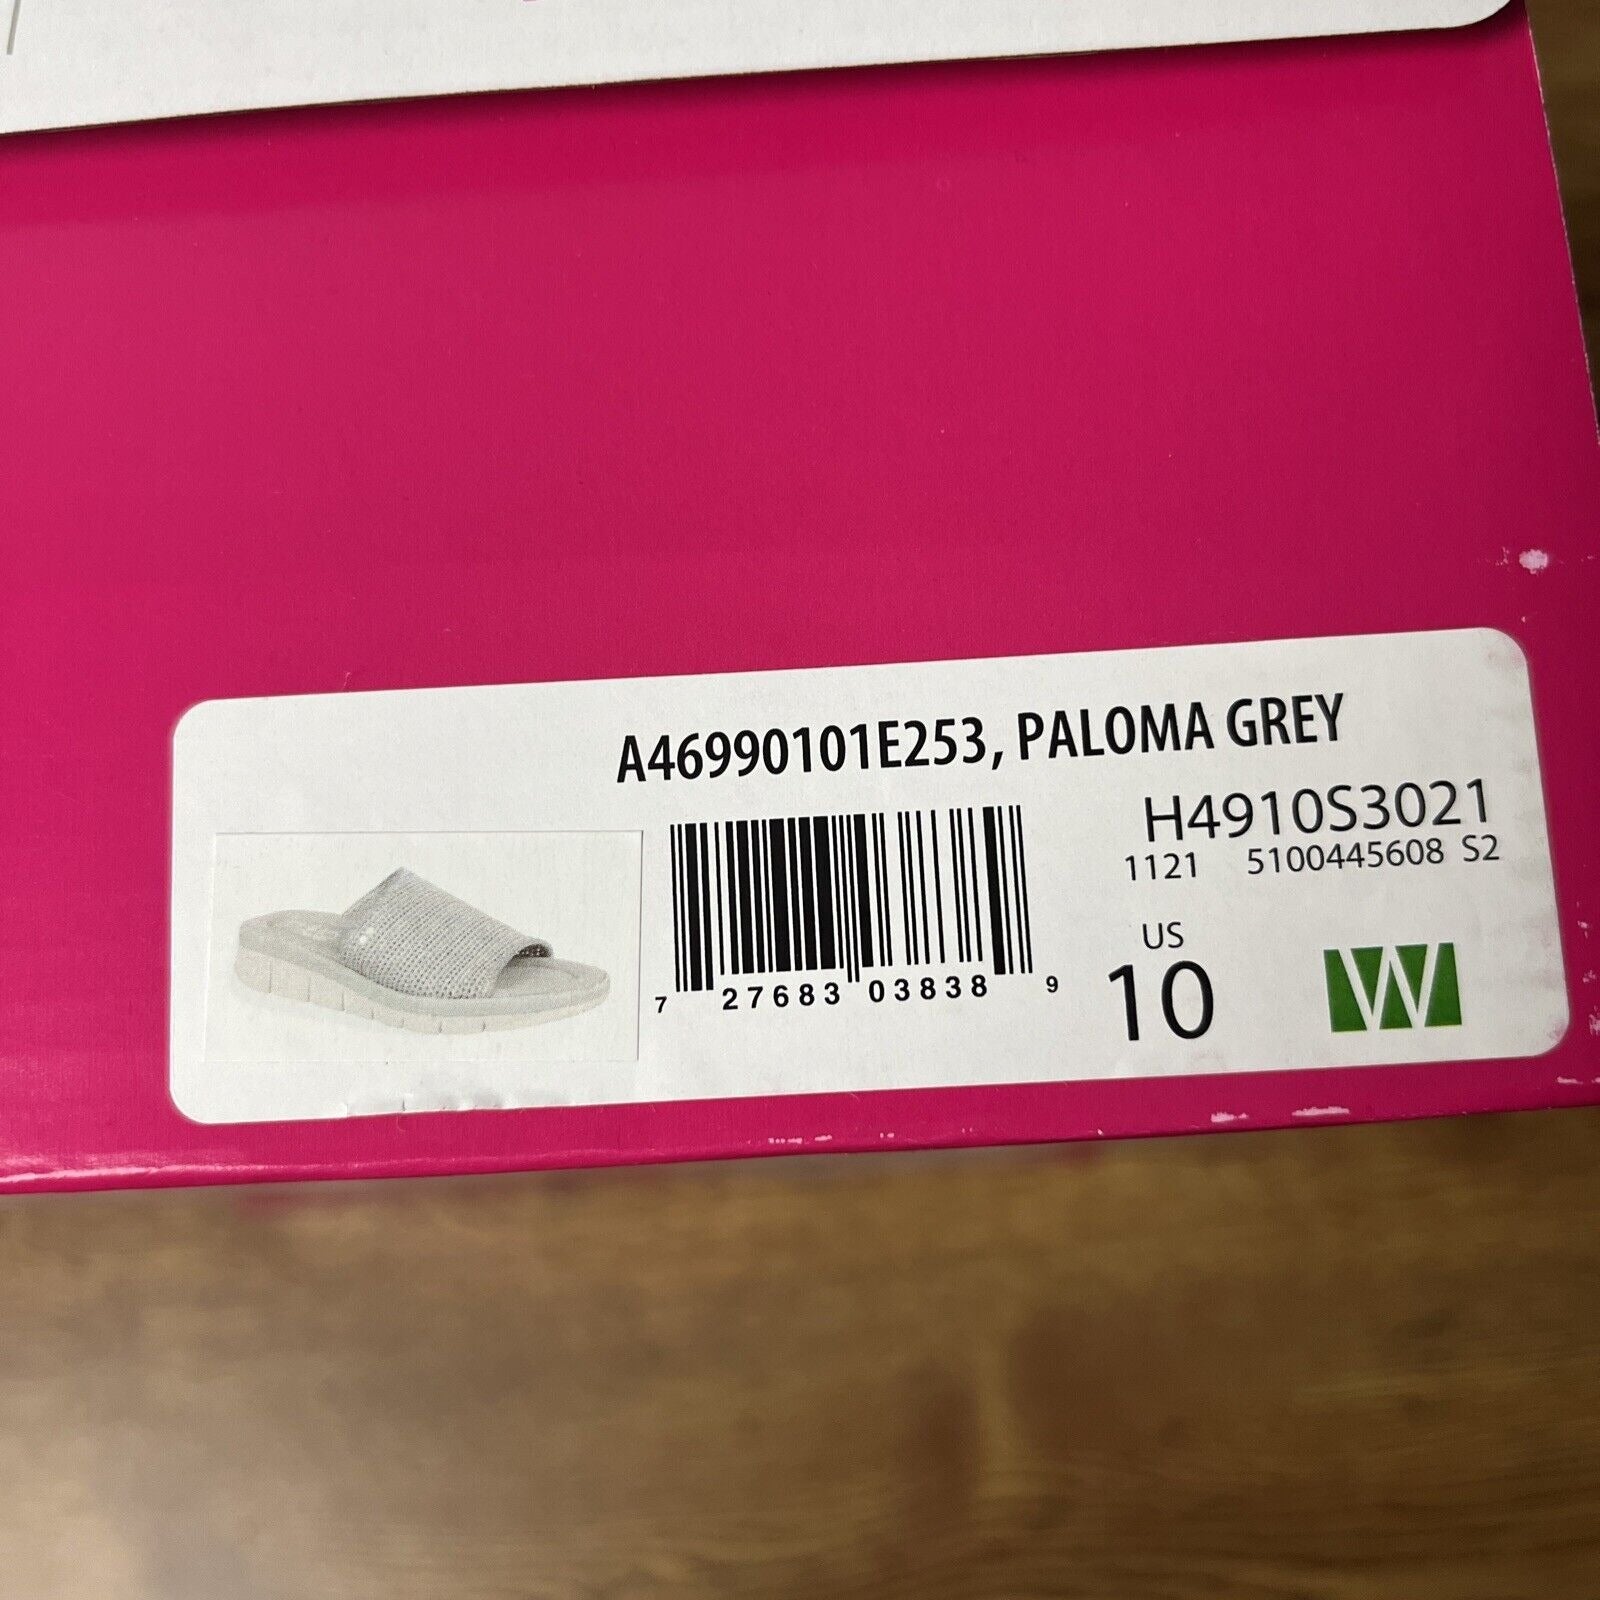 A46990101E253, PALOMA GREY
H4910S3021
1121 5100445608 S2
US
10
W
7 27683 03838 9